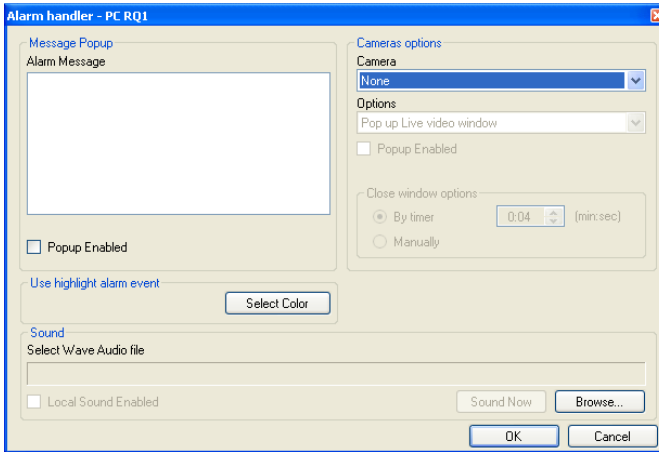 Alarm handler - PC RQ1
Message Popup
Alarm Message
Popup Enabled
Cameras options
Camera
None
Options
Pop up Live video window
Popup Enabled
Close window options
By timer 0:04 (min:sec)
Manually
Use highlight alarm event
Select Color
Sound
Select Wave Audio file
Local Sound Enabled Sound Now Browse...
OK Cancel